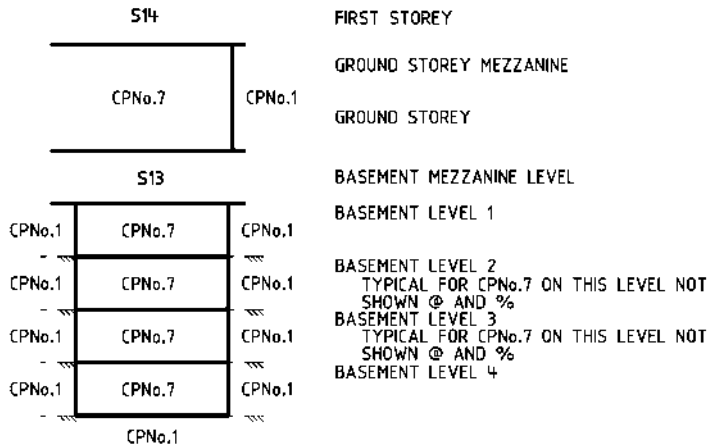 S14 FIRST STOREY
GROUND STOREY MEZZANINE
CPNo.7 CPNo.1
GROUND STOREY
S13 BASEMENT MEZZANINE LEVEL
BASEMENT LEVEL 1
CPNo.1 CPNo.7 CPNo.1
BASEMENT LEVEL 2
CPNo.1 CPNo.7 CPNo.1 TYPICAL FOR CPNo.7 ON THIS LEVEL NOT
SHOWN @ AND %
BASEMENT LEVEL 3
CPNo.1 CPNo.7 CPNo.1 TYPICAL FOR CPNo.7 ON THIS LEVEL NOT
SHOWN @ AND %
BASEMENT LEVEL 4
CPNo.1 CPNo.7 CPNo.1
CPNo.1